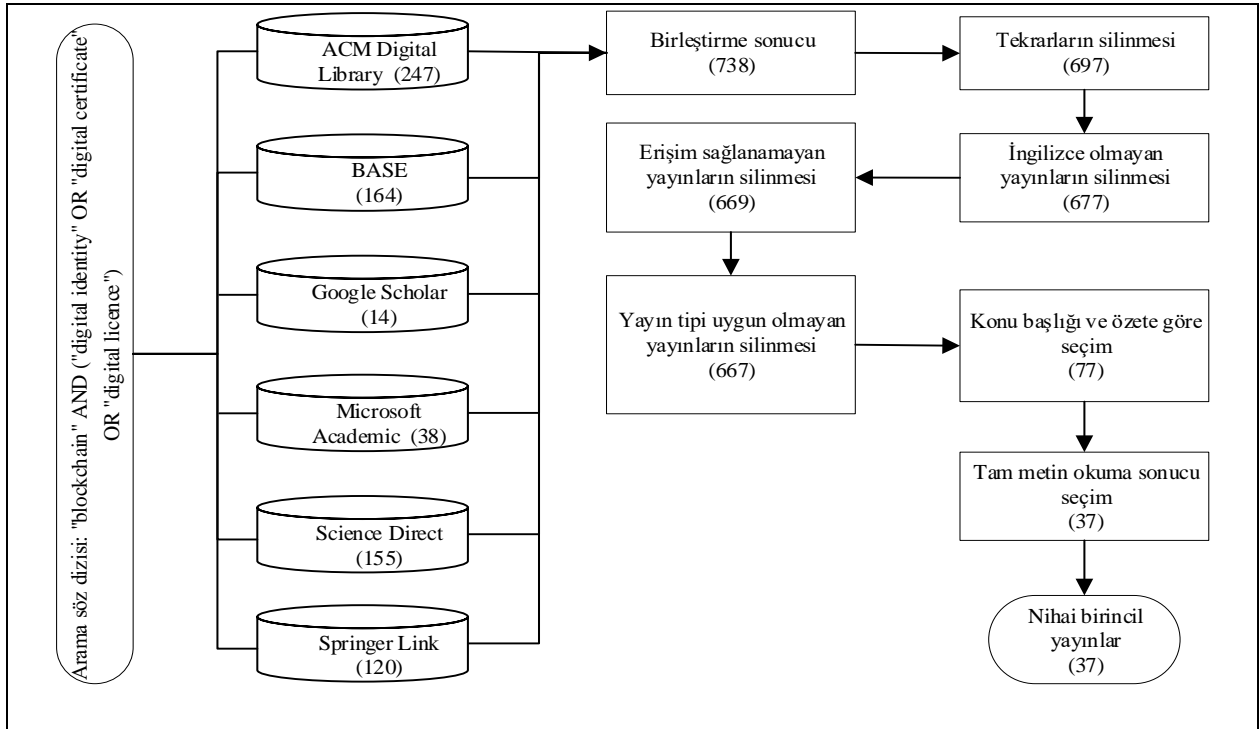 Arama söz dizisi: "blockchain" AND ("digital identity" OR "digital certificate"
OR "digital licence")
ACM Digital
Library (247)
BASE
(164)
Google Scholar
(14)
Microsoft
Academic (38)
Science Direct
(155)
Springer Link
(120)
Birleştirme sonucu
(738)
Tekrarların silinmesi
(697)
İngilizce olmayan
yayınların silinmesi
(677)
Erişim sağlanamayan
yayınların silinmesi
(669)
Yayın tipi uygun olmayan
yayınların silinmesi
(667)
Konu başlığı ve özete göre
seçim
(77)
Tam metin okuma sonucu
seçim
(37)
Nihai birincil
yayınlar
(37)